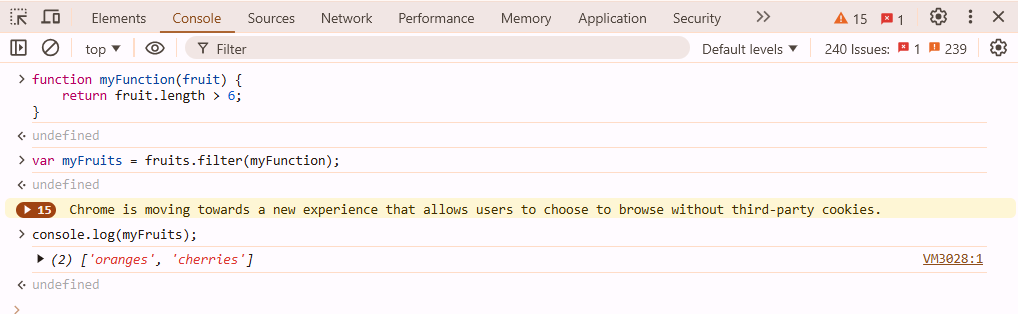 Elements Console Sources Network Performance Memory Application Security 15 1
top Filter Default levels 240 Issues: 1 239
function myFunction(fruit) {
return fruit.length > 6;
}
undefined
var myFruits = fruits.filter(myFunction);
undefined
15 Chrome is moving towards a new experience that allows users to choose to browse without third-party cookies.
console.log(myFruits);
(2) ['oranges', 'cherries'] VM3028:1
undefined